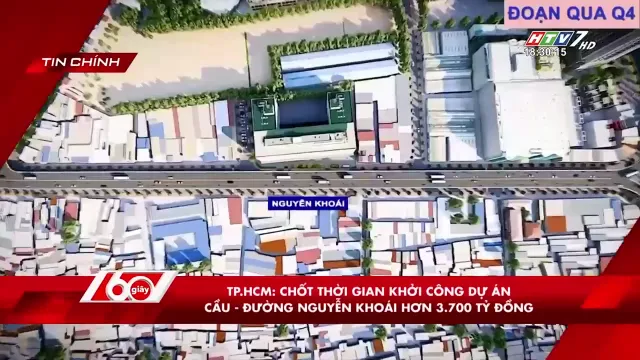 ĐOẠN QUA Q4
HTV7 HD
18:30:15
TIN CHÍNH
NGUYỄN KHOÁI
60 giây
TP.HCM: CHỐT THỜI GIAN KHỞI CÔNG DỰ ÁN
CẦU - ĐƯỜNG NGUYỄN KHOÁI HƠN 3.700 TỶ ĐỒNG